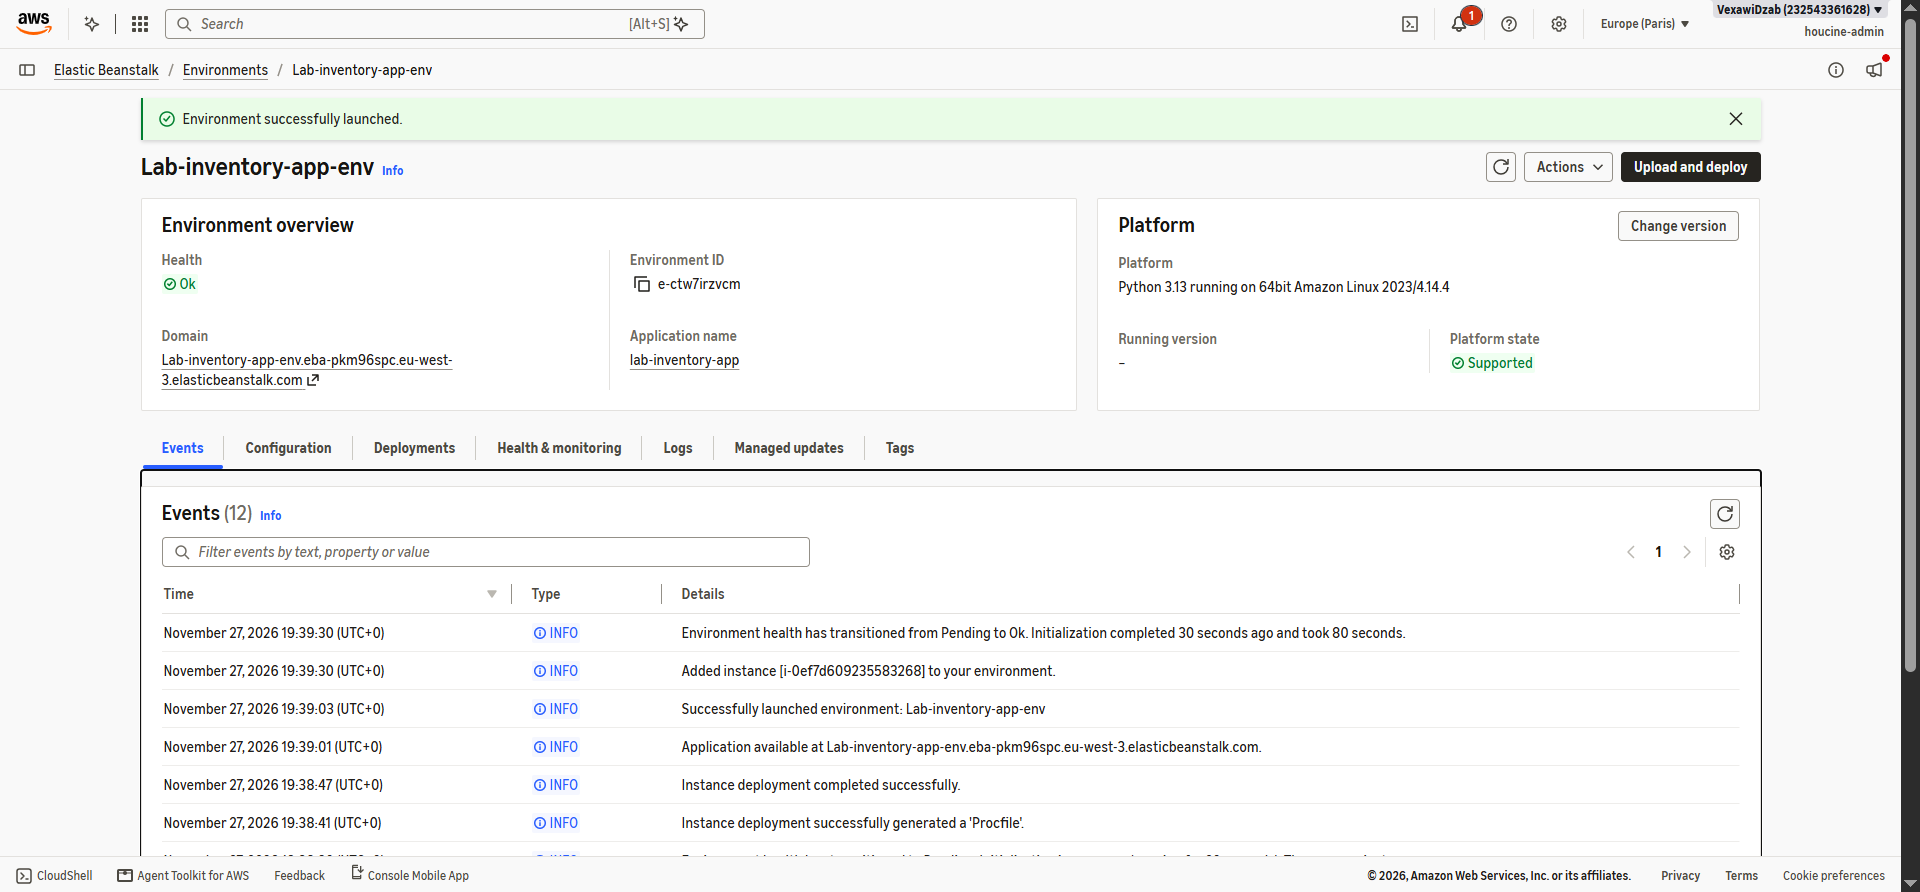 aws
Search
[Alt+S]
1
Europe (Paris)
VexawiDzab (232543361628)
houcine-admin
Elastic Beanstalk / Environments / Lab-inventory-app-env
Environment successfully launched.
Lab-inventory-app-env Info
Actions
Upload and deploy
Environment overview
Health
Ok
Environment ID
e-ctw7irzvcm
Domain
Lab-inventory-app-env.eba-pkm96spc.eu-west-
3.elasticbeanstalk.com
Application name
lab-inventory-app
Platform
Change version
Platform
Python 3.13 running on 64bit Amazon Linux 2023/4.14.4
Running version
–
Platform state
Supported
Events
Configuration
Deployments
Health & monitoring
Logs
Managed updates
Tags
Events (12) Info
Filter events by text, property or value
1
Time Type Details
November 27, 2026 19:39:30 (UTC+0) INFO Environment health has transitioned from Pending to Ok. Initialization completed 30 seconds ago and took 80 seconds.
November 27, 2026 19:39:30 (UTC+0) INFO Added instance [i-0ef7d609235583268] to your environment.
November 27, 2026 19:39:03 (UTC+0) INFO Successfully launched environment: Lab-inventory-app-env
November 27, 2026 19:39:01 (UTC+0) INFO Application available at Lab-inventory-app-env.eba-pkm96spc.eu-west-3.elasticbeanstalk.com.
November 27, 2026 19:38:47 (UTC+0) INFO Instance deployment completed successfully.
November 27, 2026 19:38:41 (UTC+0) INFO Instance deployment successfully generated a 'Procfile'.
CloudShell
Agent Toolkit for AWS
Feedback
Console Mobile App
© 2026, Amazon Web Services, Inc. or its affiliates.
Privacy
Terms
Cookie preferences